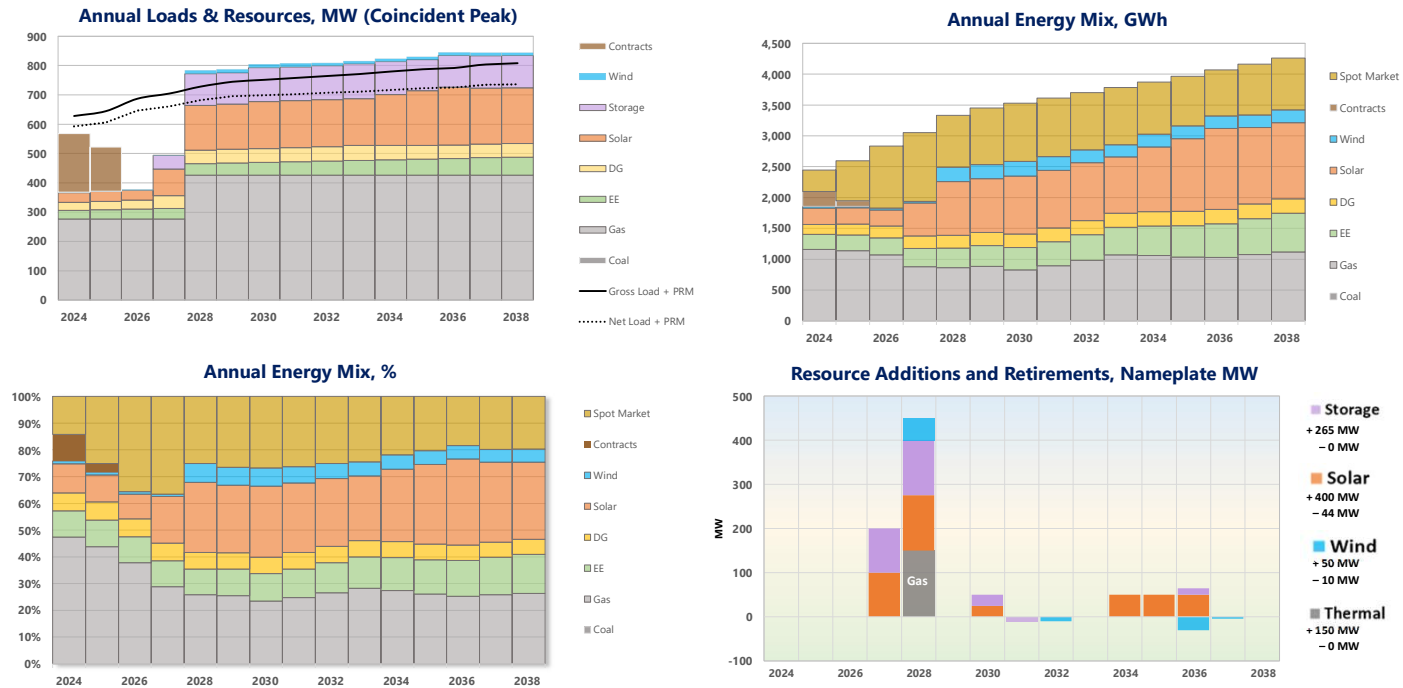 Annual Loads & Resources, MW (Coincident Peak)
900
800
700
600
500
400
300
200
100
0
2024 2026 2028 2030 2032 2034 2036 2038
Contracts
Wind
Storage
Solar
DG
EE
Gas
Coal
Gross Load + PRM
Net Load + PRM
Annual Energy Mix, GWh
4,500
4,000
3,500
3,000
2,500
2,000
1,500
1,000
500
0
2024 2026 2028 2030 2032 2034 2036 2038
Spot Market
Contracts
Wind
Solar
DG
EE
Gas
Coal
Annual Energy Mix, %
100%
90%
80%
70%
60%
50%
40%
30%
20%
10%
0%
2024 2026 2028 2030 2032 2034 2036 2038
Spot Market
Contracts
Wind
Solar
DG
EE
Gas
Coal
Resource Additions and Retirements, Nameplate MW
MW
500
400
300
200
100
0
-100
Gas
2024 2026 2028 2030 2032 2034 2036 2038
Storage
+ 265 MW
– 0 MW
Solar
+ 400 MW
– 44 MW
Wind
+ 50 MW
– 10 MW
Thermal
+ 150 MW
– 0 MW